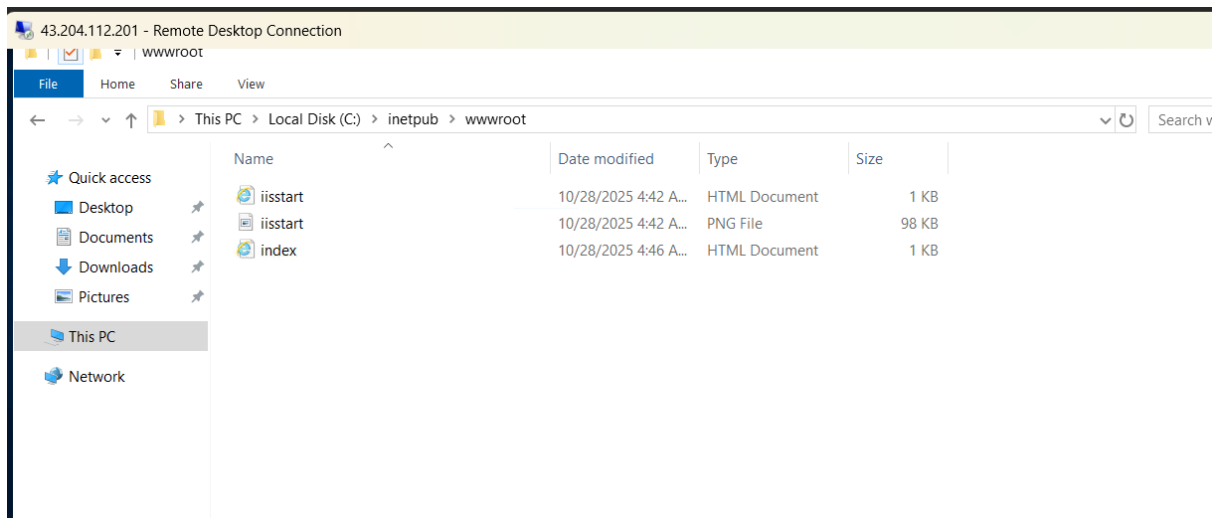 43.204.112.201 - Remote Desktop Connection
wwwroot
File Home Share View
This PC > Local Disk (C:) > inetpub > wwwroot
Search w
Name Date modified Type Size
Quick access
Desktop
Documents
Downloads
Pictures
This PC
Network
iisstart 10/28/2025 4:42 A... HTML Document 1 KB
iisstart 10/28/2025 4:42 A... PNG File 98 KB
index 10/28/2025 4:46 A... HTML Document 1 KB